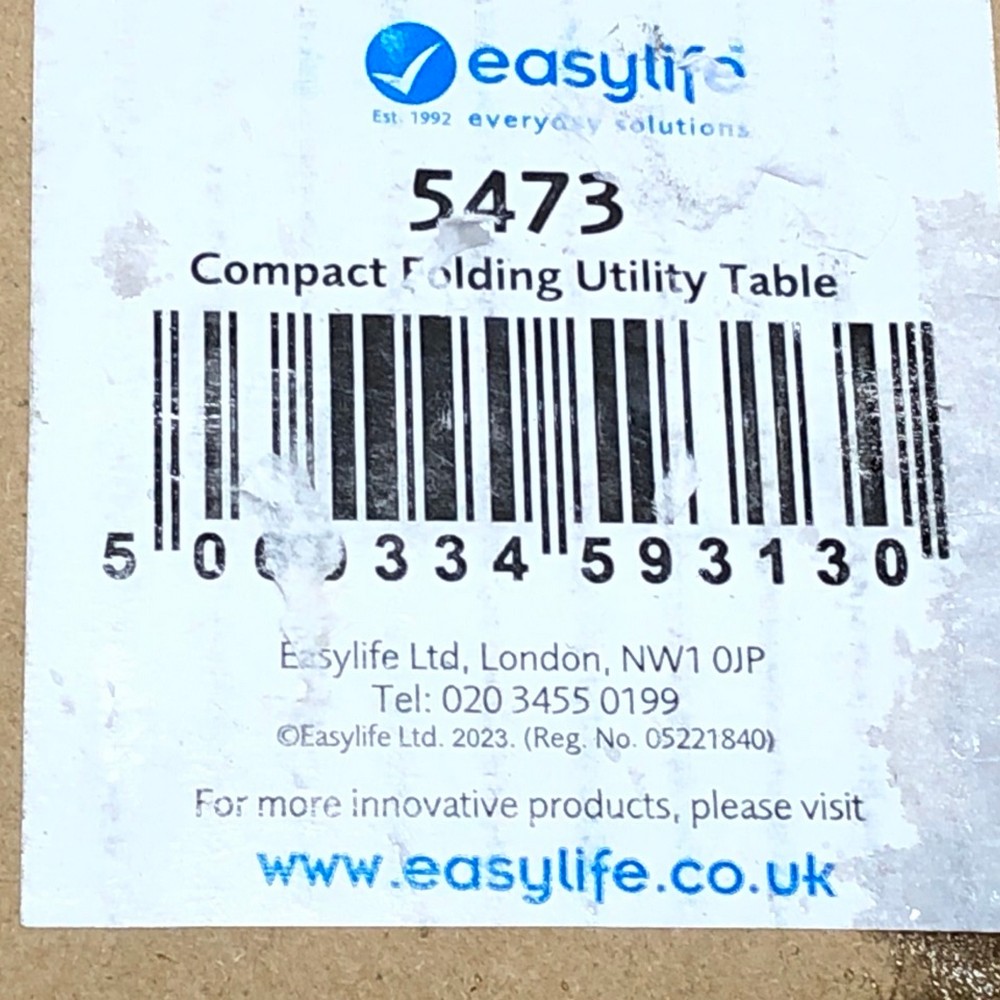 easylife
Est. 1992 everyday solutions
5473
Compact Folding Utility Table
5 060334 593130
Easylife Ltd, London, NW1 0JP
Tel: 020 3455 0199
©Easylife Ltd. 2023. (Reg. No. 05221840)
For more innovative products, please visit
www.easylife.co.uk